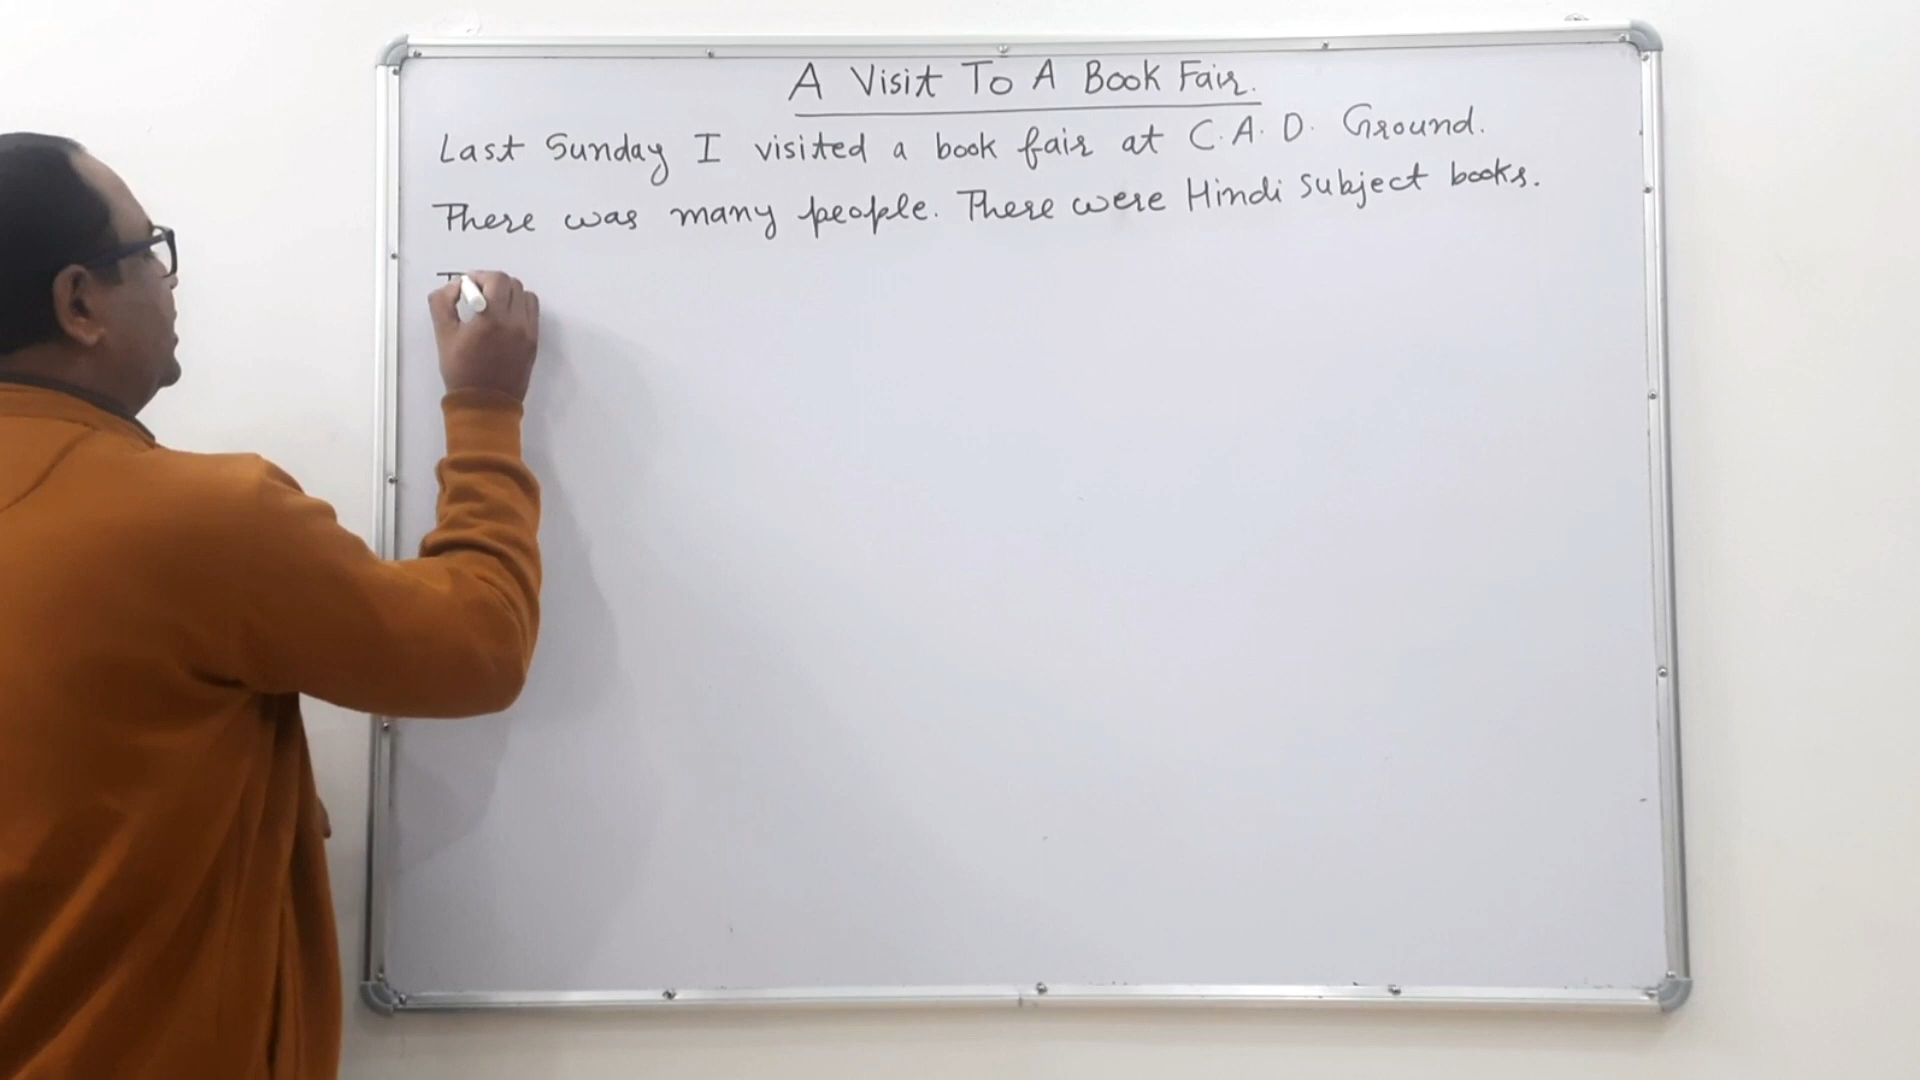 A Visit To A Book Fair.
Last Sunday I visited a book fair at C.A.D. Ground.
There was many people. There were Hindi subject books.
T